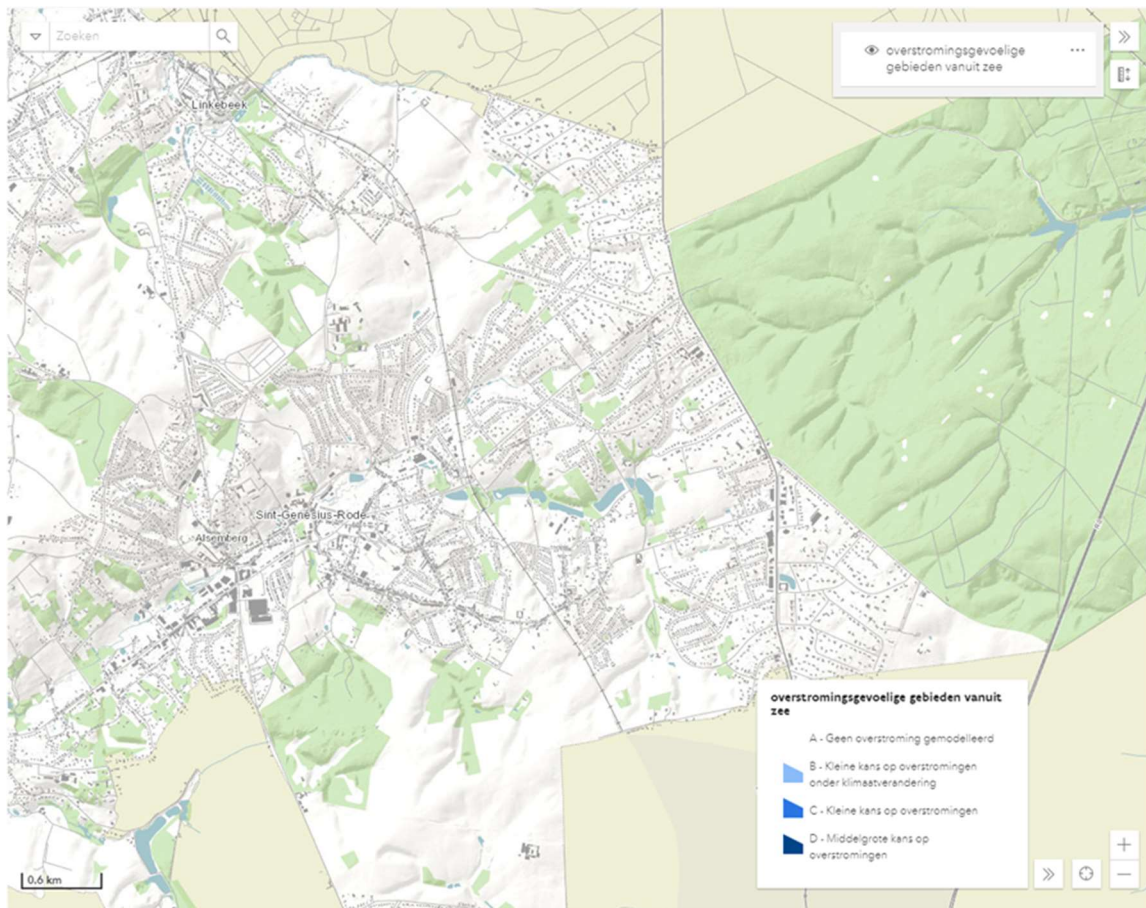 Zoeken
overstromingsgevoelige
gebieden vanuit zee
Linkebeek
Sint-Genesius-Rode
Alsemberg
overstromingsgevoelige gebieden vanuit
zee
A - Geen overstroming gemodelleerd
B - Kleine kans op overstromingen
onder klimaatverandering
C - Kleine kans op overstromingen
D - Middelgrote kans op
overstromingen
0.6 km